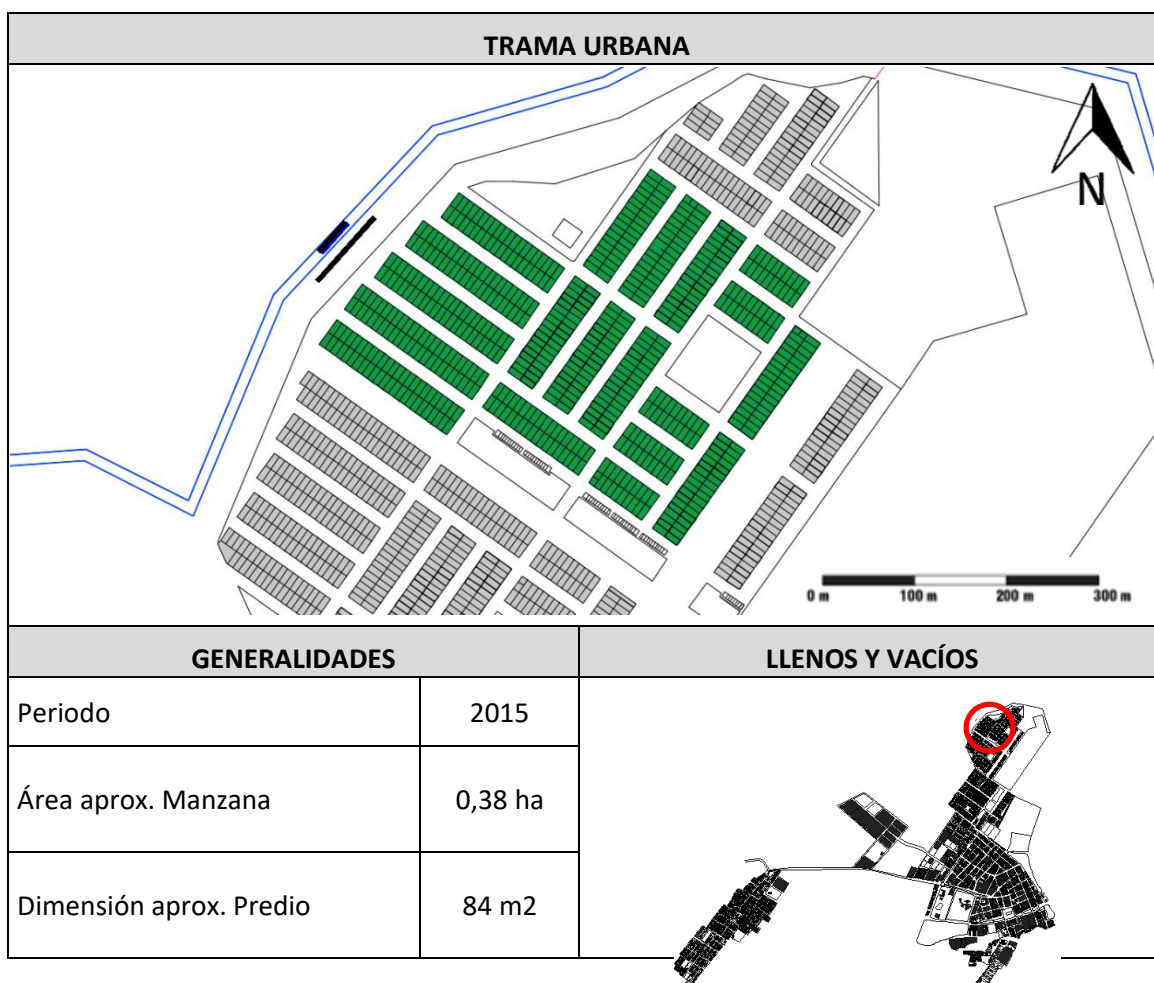 TRAMA URBANA
N
0 m 100 m 200 m 300 m
GENERALIDADES
LLENOS Y VACÍOS
Periodo 2015
Área aprox. Manzana 0,38 ha
Dimensión aprox. Predio 84 m2